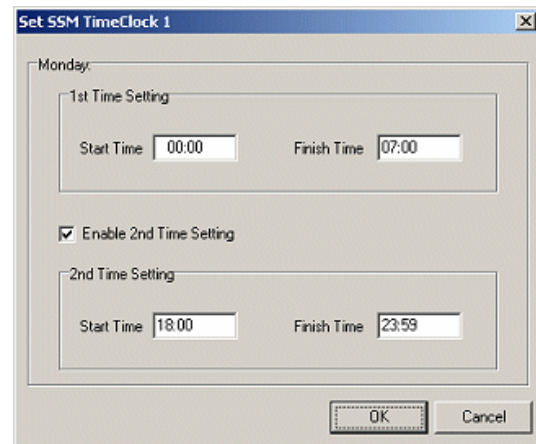 Set SSM TimeClock 1
Monday:
1st Time Setting
Start Time 00:00 Finish Time 07:00
Enable 2nd Time Setting
2nd Time Setting
Start Time 18:00 Finish Time 23:59
OK Cancel